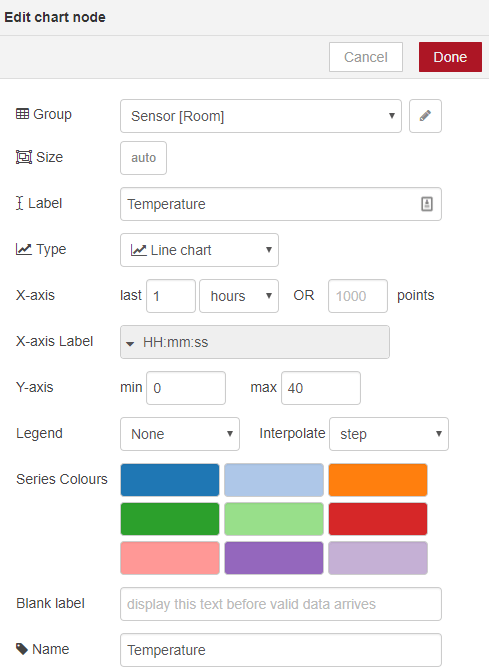 Edit chart node
Cancel Done
Group Sensor [Room]
Size auto
Label Temperature
Type Line chart
X-axis last 1 hours OR 1000 points
X-axis Label HH:mm:ss
Y-axis min 0 max 40
Legend None Interpolate step
Series Colours
Blank label display this text before valid data arrives
Name Temperature